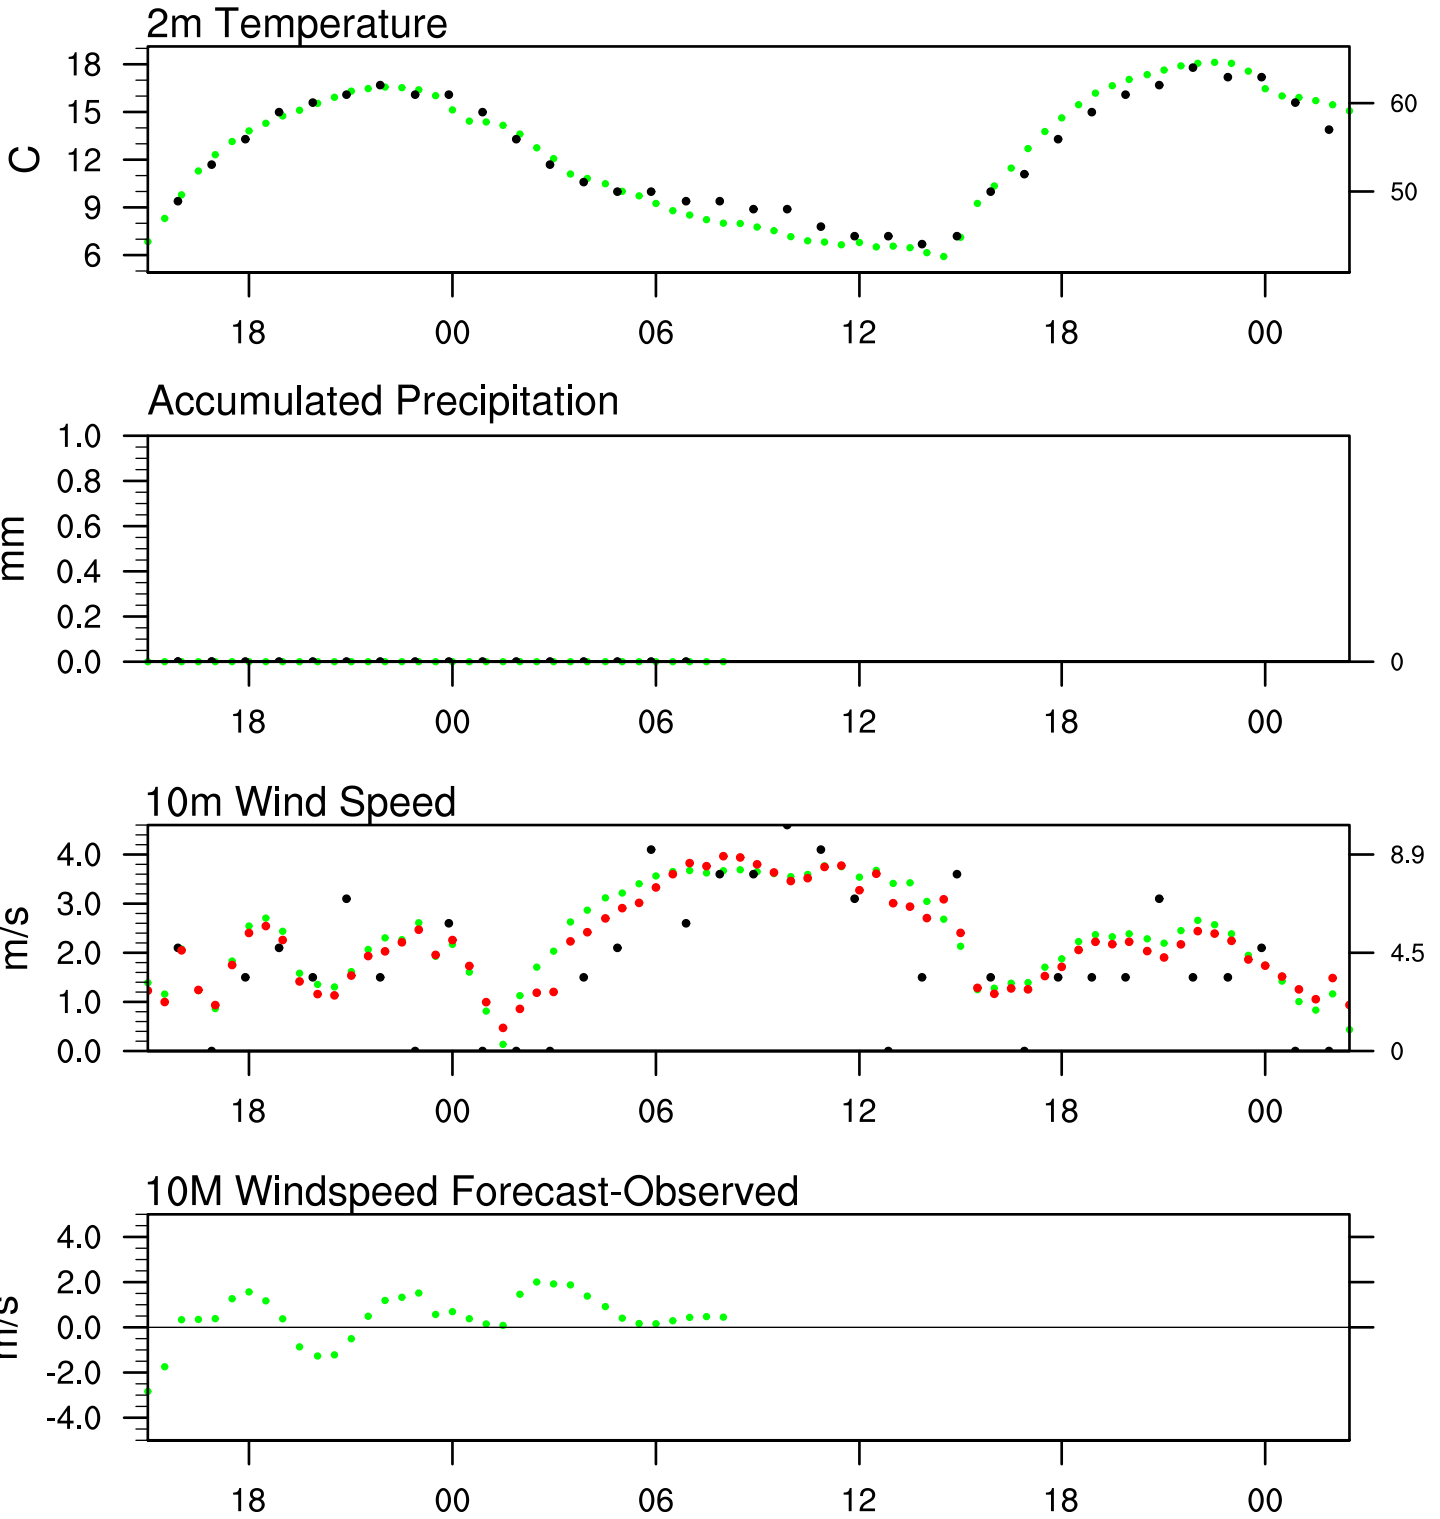 2m Temperature
18
15
12
9
6
C
60
50
18 00 06 12 18 00
Accumulated Precipitation
1.0
0.8
0.6
0.4
0.2
0.0
mm
0
18 00 06 12 18 00
10m Wind Speed
4.0
3.0
2.0
1.0
0.0
m/s
8.9
4.5
0
18 00 06 12 18 00
10M Windspeed Forecast-Observed
4.0
2.0
0.0
-2.0
-4.0
m/s
18 00 06 12 18 00